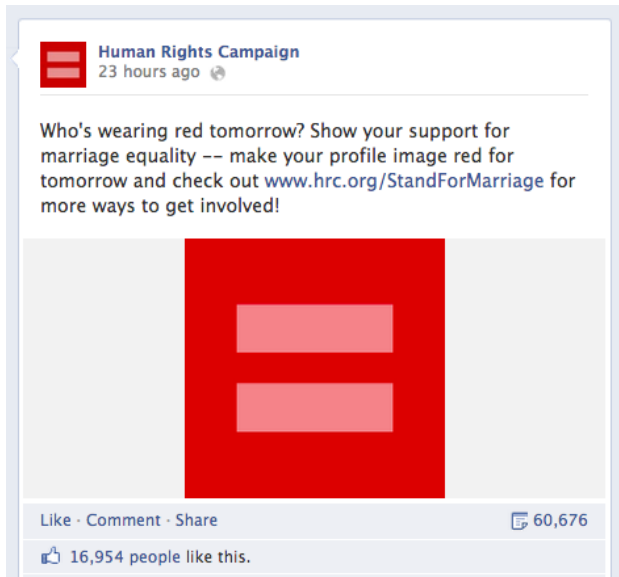 Human Rights Campaign
23 hours ago
Who's wearing red tomorrow? Show your support for
marriage equality -- make your profile image red for
tomorrow and check out www.hrc.org/StandForMarriage for
more ways to get involved!
Like · Comment · Share 60,676
16,954 people like this.